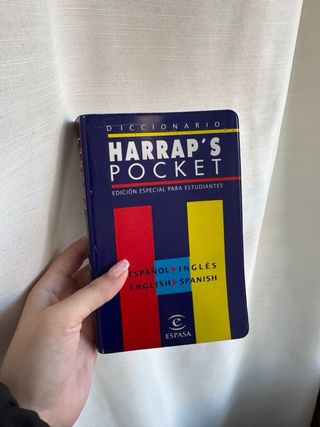 DICCIONARIO
HARRAP'S
POCKET
EDICIÓN ESPECIAL PARA ESTUDIANTES
ESPAÑOL INGLÉS
ENGLISH SPANISH
e
ESPASA